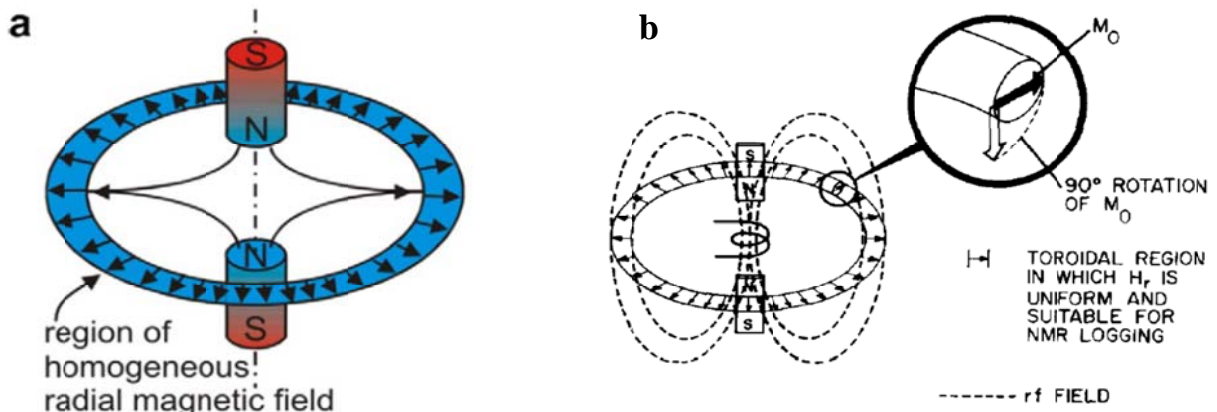 a
S
N
N
S
region of
homogeneous
radial magnetic field
b
M₀
90° ROTATION
OF M₀
S
N
N
S
TOROIDAL REGION
IN WHICH Hr IS
UNIFORM AND
SUITABLE FOR
NMR LOGGING
rf FIELD